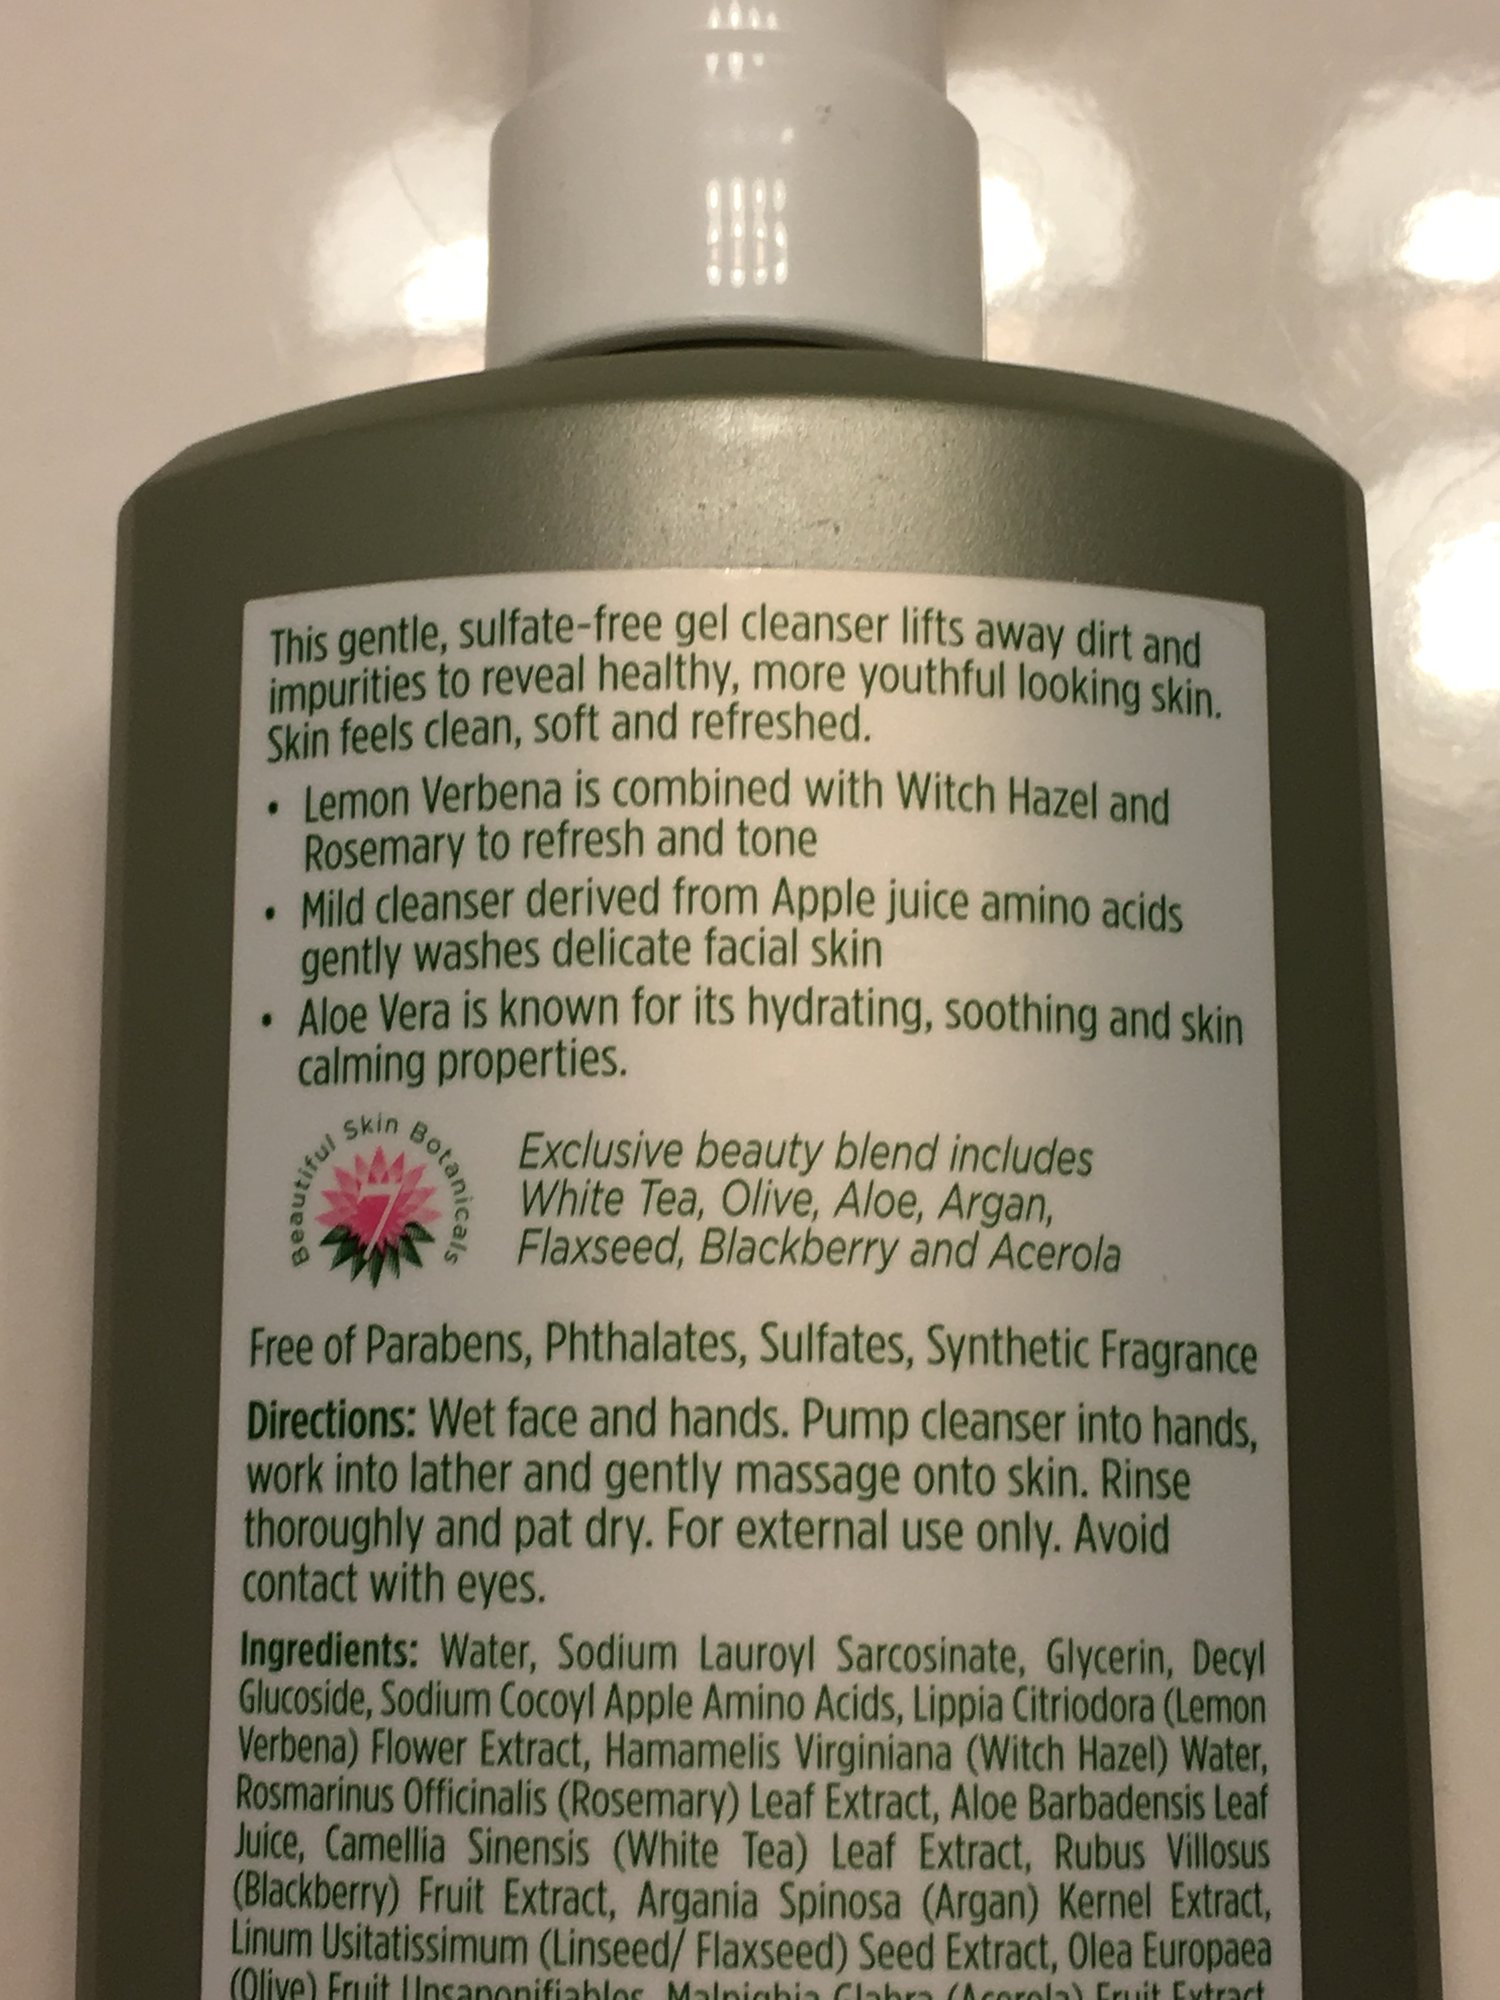 This gentle, sulfate-free gel cleanser lifts away dirt and
impurities to reveal healthy, more youthful looking skin.
Skin feels clean, soft and refreshed.
• Lemon Verbena is combined with Witch Hazel and
Rosemary to refresh and tone
• Mild cleanser derived from Apple juice amino acids
gently washes delicate facial skin
• Aloe Vera is known for its hydrating, soothing and skin
calming properties.
Beautiful Skin Botanicals
7
Exclusive beauty blend includes
White Tea, Olive, Aloe, Argan,
Flaxseed, Blackberry and Acerola
Free of Parabens, Phthalates, Sulfates, Synthetic Fragrance
Directions: Wet face and hands. Pump cleanser into hands,
work into lather and gently massage onto skin. Rinse
thoroughly and pat dry. For external use only. Avoid
contact with eyes.
Ingredients: Water, Sodium Lauroyl Sarcosinate, Glycerin, Decyl
Glucoside, Sodium Cocoyl Apple Amino Acids, Lippia Citriodora (Lemon
Verbena) Flower Extract, Hamamelis Virginiana (Witch Hazel) Water,
Rosmarinus Officinalis (Rosemary) Leaf Extract, Aloe Barbadensis Leaf
Juice, Camellia Sinensis (White Tea) Leaf Extract, Rubus Villosus
(Blackberry) Fruit Extract, Argania Spinosa (Argan) Kernel Extract,
Linum Usitatissimum (Linseed/ Flaxseed) Seed Extract, Olea Europaea
(Olive) Fruit Unsaponifiables, Malpighia Glabra (Acerola) Fruit Extract